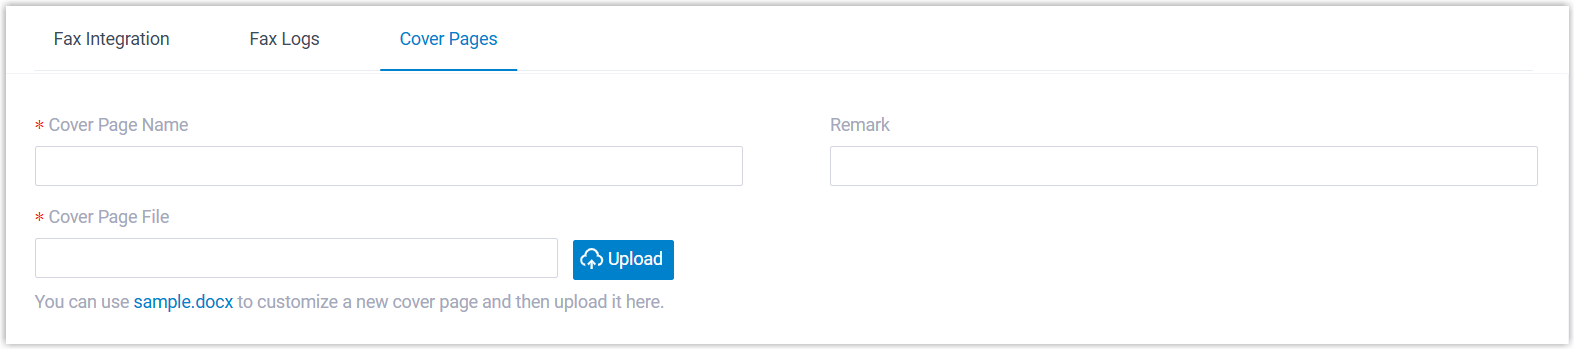 Fax Integration Fax Logs Cover Pages
* Cover Page Name Remark
* Cover Page File
Upload
You can use sample.docx to customize a new cover page and then upload it here.